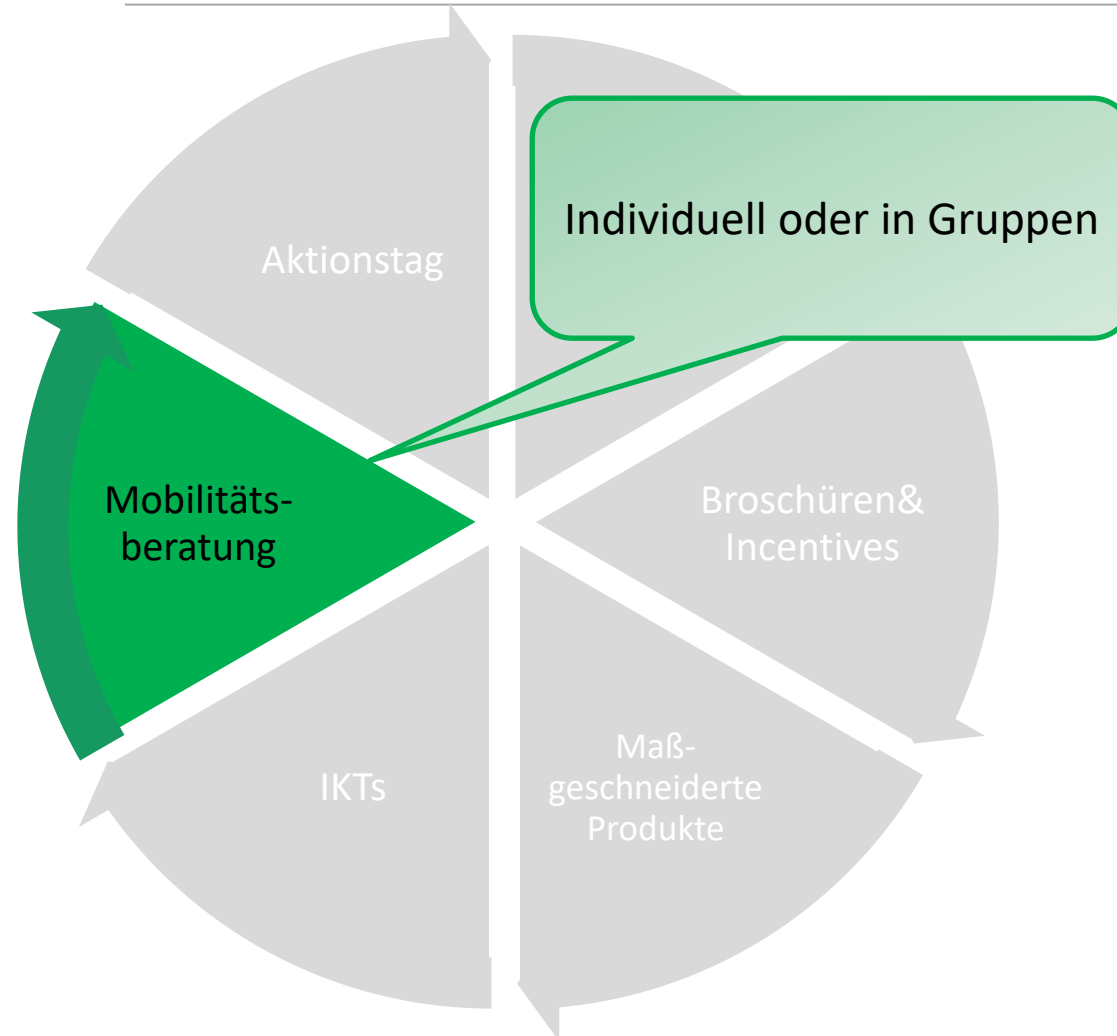 Individuell oder in Gruppen
Aktionstag
Mobilitäts-
beratung
Broschüren&
Incentives
IKTs
Maß-
geschneiderte
Produkte